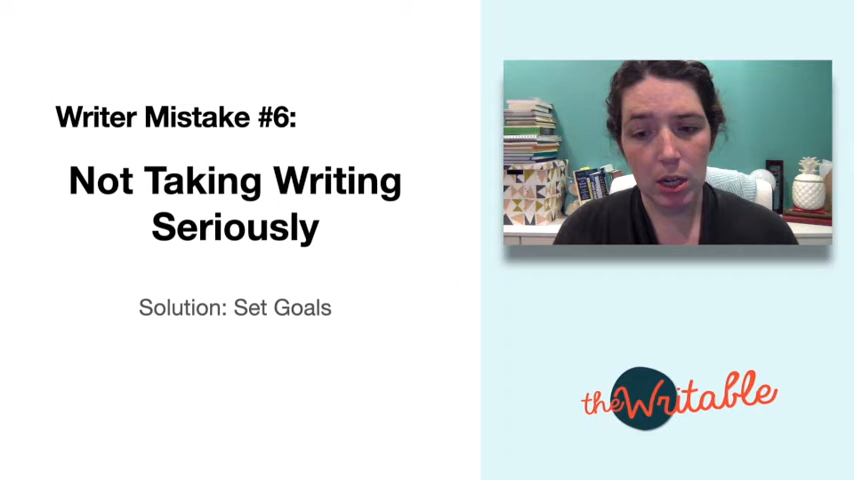 Writer Mistake #6:
Not Taking Writing
Seriously
Solution: Set Goals
theWritable